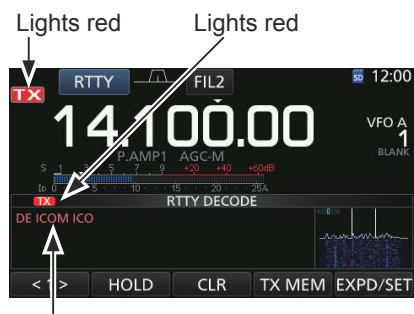 Lights red
Lights red
TX RTTY FIL2 SD 12:00
14.100.00
VFO A
1
BLANK
P.AMP1 AGC-M
S 1 3 5 7 9 +20 +40 +60dB
ID 0 5 10 15 20 25A
TX RTTY DECODE
DE ICOM ICO
< 1 > HOLD CLR TX MEM EXPD/SET